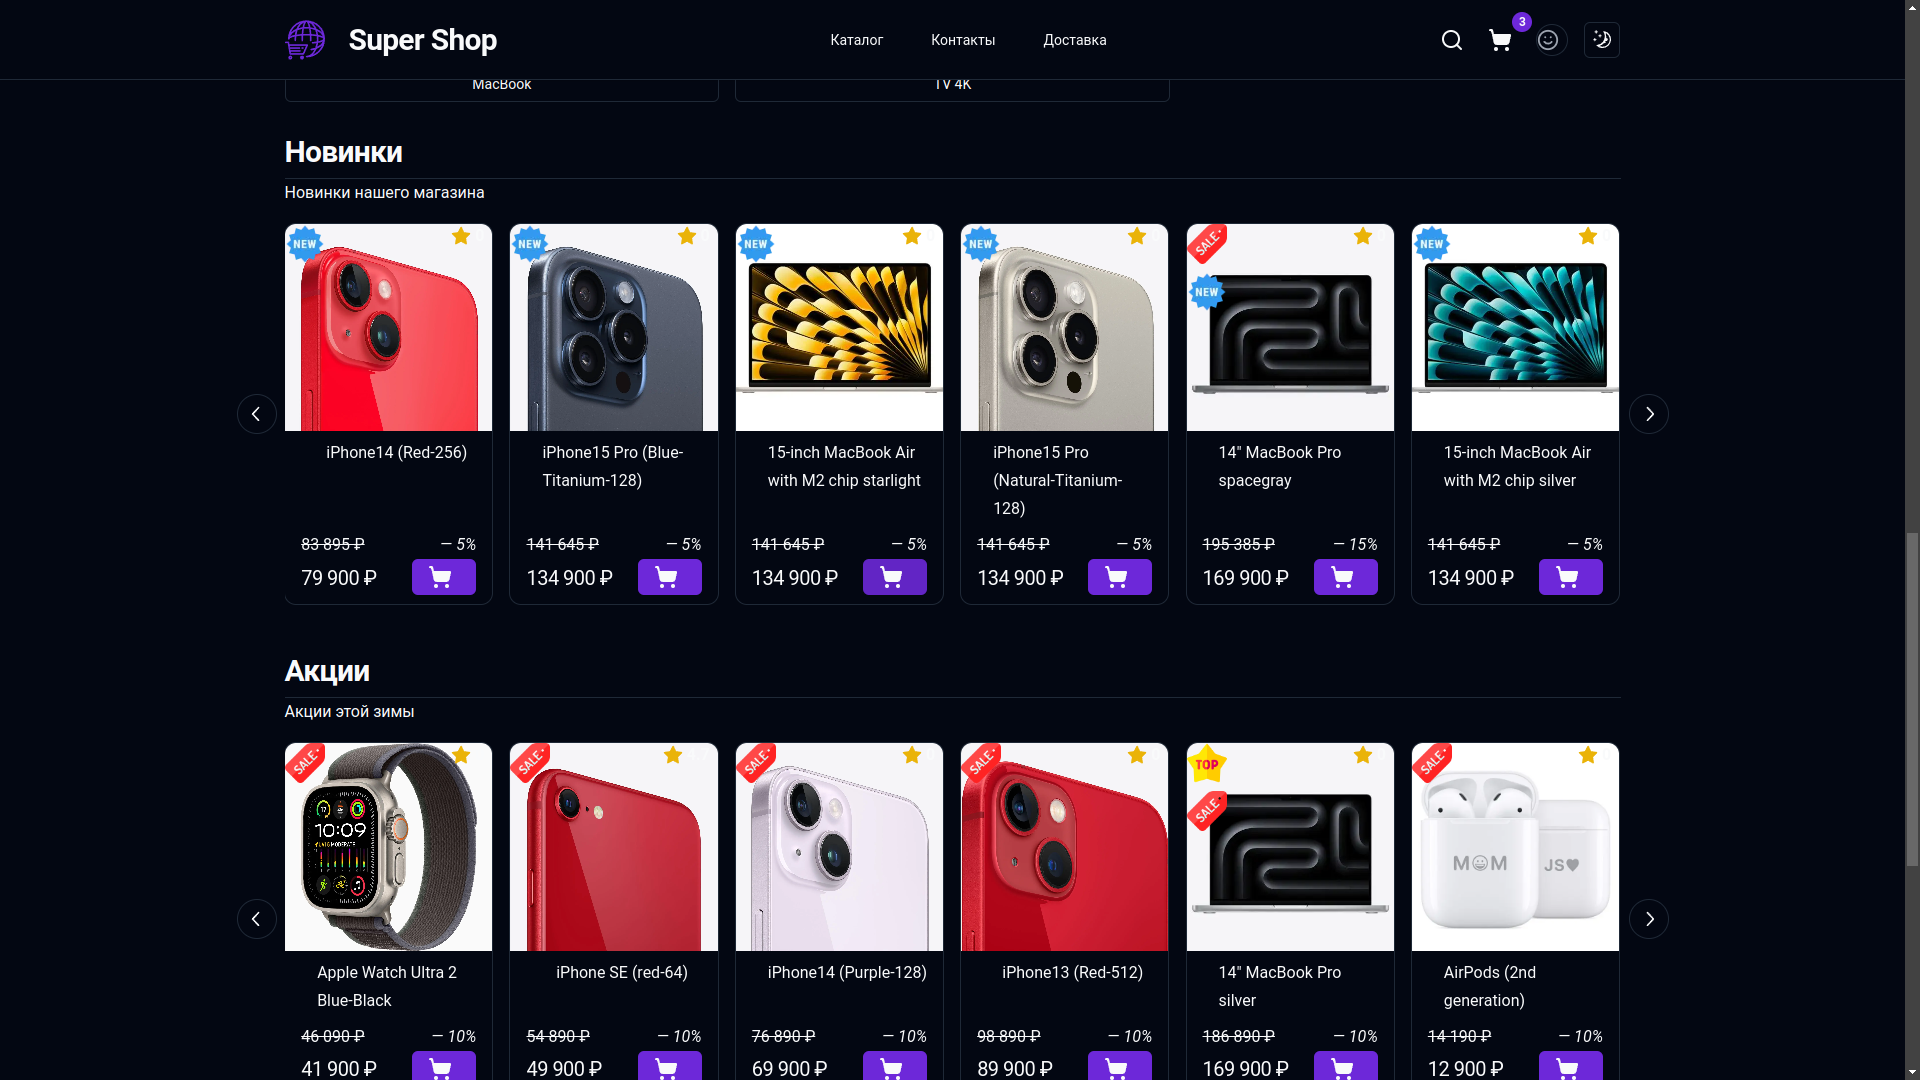 Super Shop
Каталог
Контакты
Доставка
3
MacBook
TV 4K
Новинки
Новинки нашего магазина
NEW
NEW
NEW
NEW
SALE
NEW
NEW
iPhone14 (Red-256)
83 895 ₽
— 5%
79 900 ₽
iPhone15 Pro (Blue-
Titanium-128)
141 645 ₽
— 5%
134 900 ₽
15-inch MacBook Air
with M2 chip starlight
141 645 ₽
— 5%
134 900 ₽
iPhone15 Pro
(Natural-Titanium-
128)
141 645 ₽
— 5%
134 900 ₽
14" MacBook Pro
spacegray
195 385 ₽
— 15%
169 900 ₽
15-inch MacBook Air
with M2 chip silver
141 645 ₽
— 5%
134 900 ₽
Акции
Акции этой зимы
SALE
SALE
SALE
SALE
TOP
SALE
SALE
10:09
M😀M
JS♥
Apple Watch Ultra 2
Blue-Black
46 090 ₽
— 10%
41 900 ₽
iPhone SE (red-64)
54 890 ₽
— 10%
49 900 ₽
iPhone14 (Purple-128)
76 890 ₽
— 10%
69 900 ₽
iPhone13 (Red-512)
98 890 ₽
— 10%
89 900 ₽
14" MacBook Pro
silver
186 890 ₽
— 10%
169 900 ₽
AirPods (2nd
generation)
14 190 ₽
— 10%
12 900 ₽